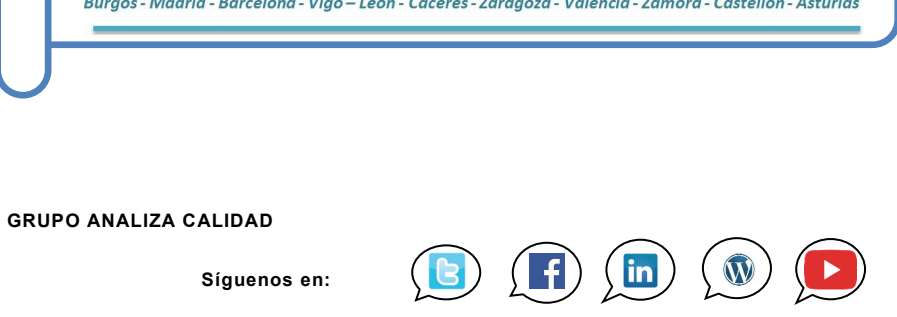 Burgos - Madrid - Barcelona - Vigo – León - Cáceres - Zaragoza - Valencia - Zamora - Castellón - Asturias
GRUPO ANALIZA CALIDAD
Síguenos en: